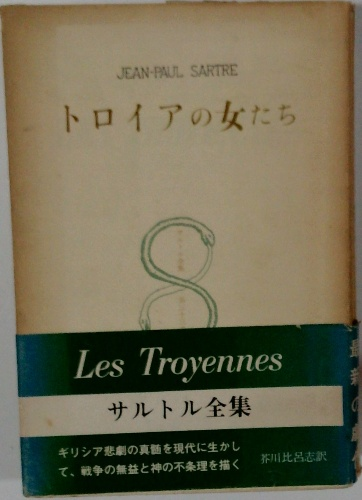 JEAN-PAUL SARTRE
トロイアの女たち
Les Troyennes
サルトル全集
ギリシア悲劇の真髄を現代に生かし
て、戦争の無益と神の不条理を描く
芥川比呂志訳